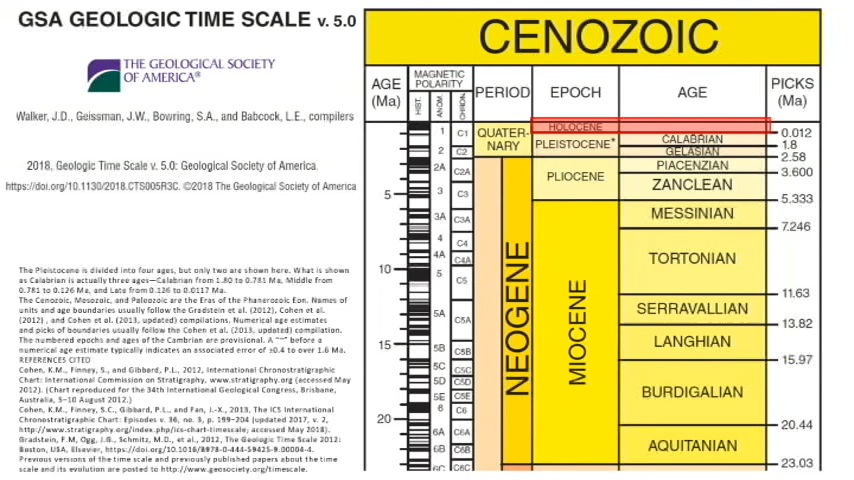 GSA GEOLOGIC TIME SCALE v. 5.0
THE GEOLOGICAL SOCIETY
OF AMERICA®
Walker, J.D., Geissman, J.W., Bowring, S.A., and Babcock, L.E., compilers
2018, Geologic Time Scale v. 5.0: Geological Society of America.
https://doi.org/10.1130/2018.CTS005R3C. ©2018 The Geological Society of America
The Pleistocene is divided into four ages, but only two are shown here. What is shown
as Calabrian is actually three ages—Calabrian from 1.80 to 0.781 Ma, Middle from
0.781 to 0.126 Ma, and Late from 0.126 to 0.0117 Ma.
The Cenozoic, Mesozoic, and Paleozoic are the Eras of the Phanerozoic Eon. Names of
units and age boundaries usually follow the Gradstein et al. (2012), Cohen et al.
(2012) , and Cohen et al. (2013, updated) compilations. Numerical age estimates
and picks of boundaries usually follow the Cohen et al. (2013, updated) compilation.
The numbered epochs and ages of the Cambrian are provisional. A "~" before a
numerical age estimate typically indicates an associated error of ±0.4 to over 1.6 Ma.
REFERENCES CITED
Cohen, K.M., Finney, S., and Gibbard, P.L., 2012, International Chronostratigraphic
Chart: International Commission on Stratigraphy, www.stratigraphy.org (accessed May
2012). (Chart reproduced for the 34th International Geological Congress, Brisbane,
Australia, 5–10 August 2012.)
Cohen, K.M., Finney, S.C., Gibbard, P.L., and Fan, J.-X., 2013, The ICS International
Chronostratigraphic Chart: Episodes v. 36, no. 3, p. 199–204 (updated 2017, v. 2,
http://www.stratigraphy.org/index.php/ics-chart-timescale; accessed May 2018).
Gradstein, F.M, Ogg, J.G., Schmitz, M.D., et al., 2012, The Geologic Time Scale 2012:
Boston, USA, Elsevier, https://doi.org/10.1016/B978-0-444-59425-9.00004-4.
Previous versions of the time scale and previously published papers about the time
scale and its evolution are posted to http://www.geosociety.org/timescale.
CENOZOIC
AGE
(Ma)
MAGNETIC
POLARITY
HIST.
ANOM.
CHRON.
PERIOD
EPOCH
AGE
PICKS
(Ma)
5
10
15
20
1
2
2A
3
3A
4
4A
5
5A
5B
5C
5D
5E
6
6A
6B
6C
C1
C2
C2A
C3
C3A
C4
C4A
C5
C5A
C5B
C5C
C5D
C5E
C6
C6A
C6B
C6C
QUATER-
NARY
NEOGENE
HOLOCENE
PLEISTOCENE*
PLIOCENE
MIOCENE
CALABRIAN
GELASIAN
PIACENZIAN
ZANCLEAN
MESSINIAN
TORTONIAN
SERRAVALLIAN
LANGHIAN
BURDIGALIAN
AQUITANIAN
0.012
1.8
2.58
3.600
5.333
7.246
11.63
13.82
15.97
20.44
23.03